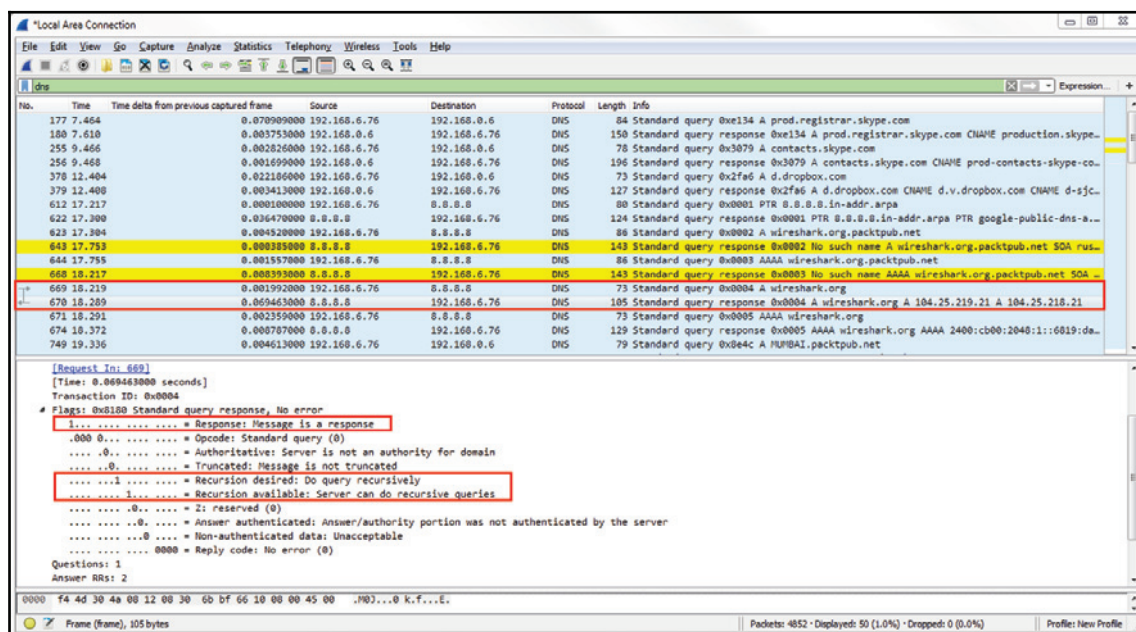 *Local Area Connection
File Edit View Go Capture Analyze Statistics Telephony Wireless Tools Help
dns
Expression... +
No. Time Time delta from previous captured frame Source Destination Protocol Length Info
177 7.464 0.070909000 192.168.6.76 192.168.0.6 DNS 84 Standard query 0xe134 A prod.registrar.skype.com
180 7.610 0.003753000 192.168.0.6 192.168.6.76 DNS 150 Standard query response 0xe134 A prod.registrar.skype.com CNAME production.skype…
255 9.466 0.002826000 192.168.6.76 192.168.0.6 DNS 78 Standard query 0x3079 A contacts.skype.com
256 9.468 0.001699000 192.168.0.6 192.168.6.76 DNS 196 Standard query response 0x3079 A contacts.skype.com CNAME prod-contacts-skype-co…
378 12.404 0.022186000 192.168.6.76 192.168.0.6 DNS 73 Standard query 0x2fa6 A d.dropbox.com
379 12.408 0.003413000 192.168.0.6 192.168.6.76 DNS 127 Standard query response 0x2fa6 A d.dropbox.com CNAME d.v.dropbox.com CNAME d-sjc…
612 17.217 0.000100000 192.168.6.76 8.8.8.8 DNS 80 Standard query 0x0001 PTR 8.8.8.8.in-addr.arpa
622 17.300 0.036470000 8.8.8.8 192.168.6.76 DNS 124 Standard query response 0x0001 PTR 8.8.8.8.in-addr.arpa PTR google-public-dns-a.…
623 17.304 0.004520000 192.168.6.76 8.8.8.8 DNS 86 Standard query 0x0002 A wireshark.org.packtpub.net
643 17.753 0.000385000 8.8.8.8 192.168.6.76 DNS 143 Standard query response 0x0002 No such name A wireshark.org.packtpub.net SOA rus…
644 17.755 0.001557000 192.168.6.76 8.8.8.8 DNS 86 Standard query 0x0003 AAAA wireshark.org.packtpub.net
668 18.217 0.008393000 8.8.8.8 192.168.6.76 DNS 143 Standard query response 0x0003 No such name AAAA wireshark.org.packtpub.net SOA …
669 18.219 0.001992000 192.168.6.76 8.8.8.8 DNS 73 Standard query 0x0004 A wireshark.org
670 18.289 0.069463000 8.8.8.8 192.168.6.76 DNS 105 Standard query response 0x0004 A wireshark.org A 104.25.219.21 A 104.25.218.21
671 18.291 0.002359000 192.168.6.76 8.8.8.8 DNS 73 Standard query 0x0005 AAAA wireshark.org
674 18.372 0.008787000 8.8.8.8 192.168.6.76 DNS 129 Standard query response 0x0005 AAAA wireshark.org AAAA 2400:cb00:2048:1::6819:da…
749 19.336 0.004613000 192.168.6.76 192.168.0.6 DNS 79 Standard query 0x8e4c A MUMBAI.packtpub.net
[Request In: 669]
[Time: 0.069463000 seconds]
Transaction ID: 0x0004
Flags: 0x8180 Standard query response, No error
1... .... .... .... = Response: Message is a response
.000 0... .... .... = Opcode: Standard query (0)
.... .0.. .... .... = Authoritative: Server is not an authority for domain
.... ..0. .... .... = Truncated: Message is not truncated
.... ...1 .... .... = Recursion desired: Do query recursively
.... .... 1... .... = Recursion available: Server can do recursive queries
.... .... .0.. .... = Z: reserved (0)
.... .... ..0. .... = Answer authenticated: Answer/authority portion was not authenticated by the server
.... .... ...0 .... = Non-authenticated data: Unacceptable
.... .... .... 0000 = Reply code: No error (0)
Questions: 1
Answer RRs: 2
0000 f4 4d 30 4a 08 12 08 30 6b bf 66 10 08 00 45 00 .M0J...0 k.f...E.
Frame (frame), 105 bytes
Packets: 4852 · Displayed: 50 (1.0%) · Dropped: 0 (0.0%)
Profile: New Profile